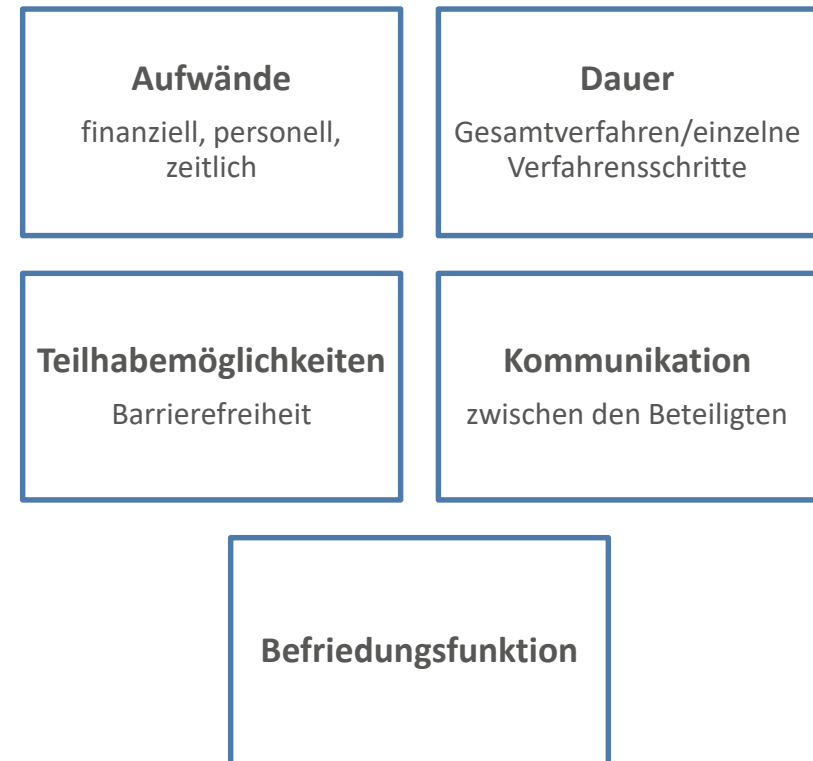 Aufwände
finanziell, personell,
zeitlich
Dauer
Gesamtverfahren/einzelne
Verfahrensschritte
Teilhabemöglichkeiten
Barrierefreiheit
Kommunikation
zwischen den Beteiligten
Befriedungsfunktion